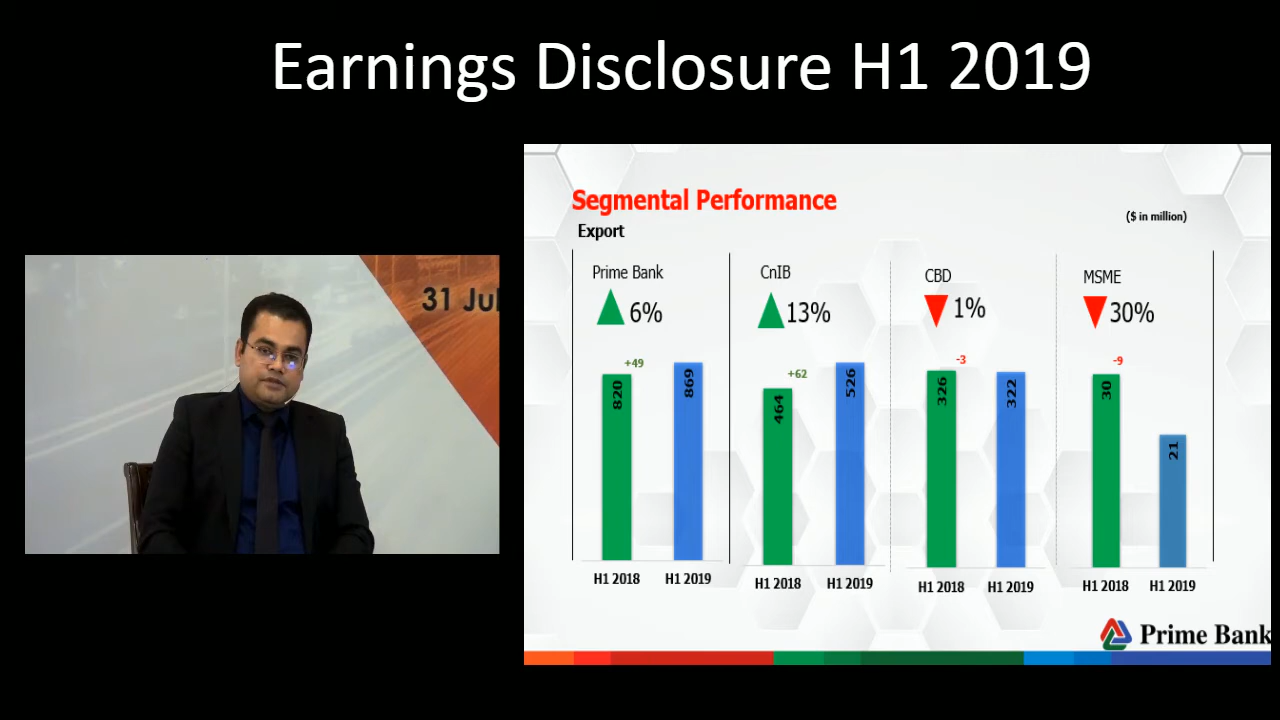 Earnings Disclosure H1 2019
31 Jul
Segmental Performance
Export
($ in million)
Prime Bank
6%
+49
820
869
H1 2018
H1 2019
CnIB
13%
+62
464
526
H1 2018
H1 2019
CBD
1%
-3
326
322
H1 2018
H1 2019
MSME
30%
-9
30
21
H1 2018
H1 2019
Prime Bank